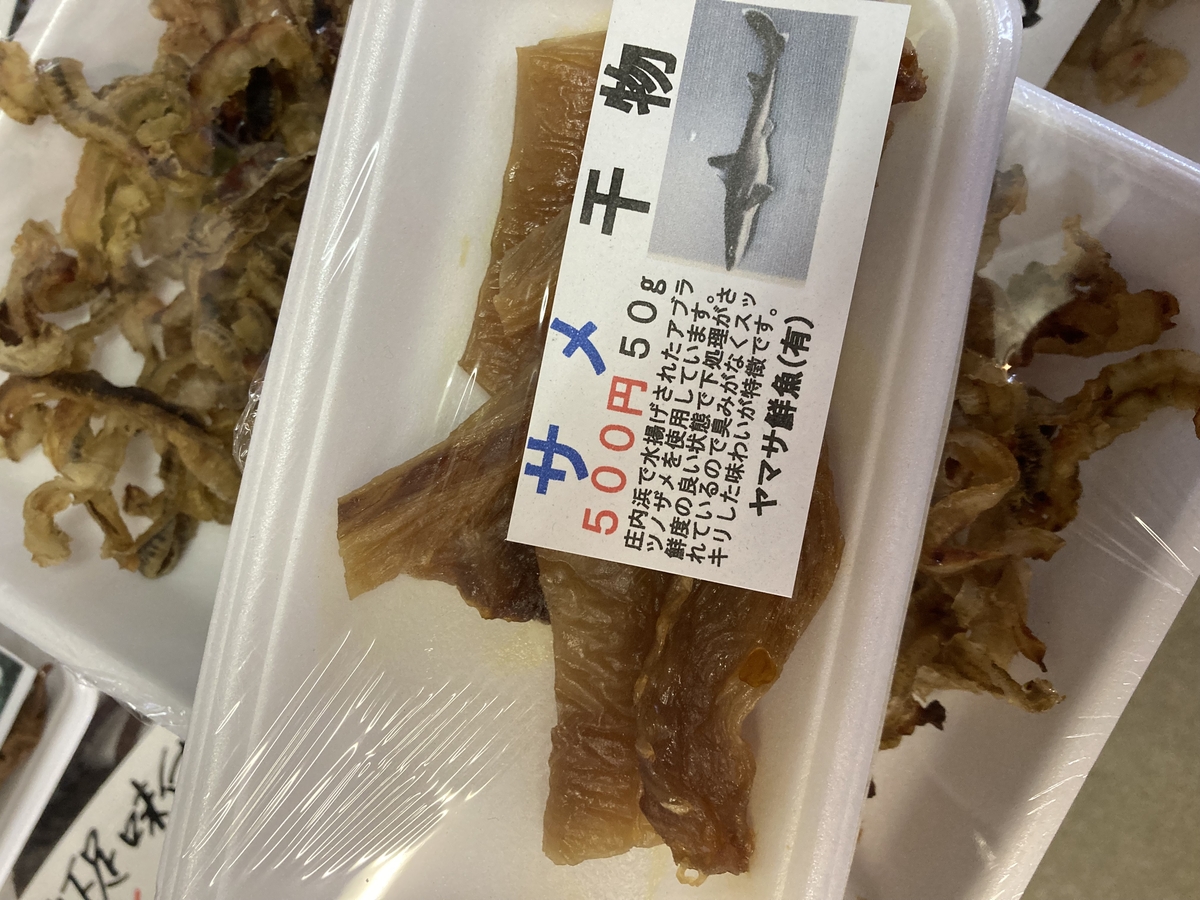 サメ 干物
500円 50g
庄内浜で水揚げされたアブラ
ツノザメを使用しています。
鮮度の良い状態で下処理がさ
れているので臭みがなくスッ
キリした味わいが特徴です。
ヤマサ鮮魚(有)
味